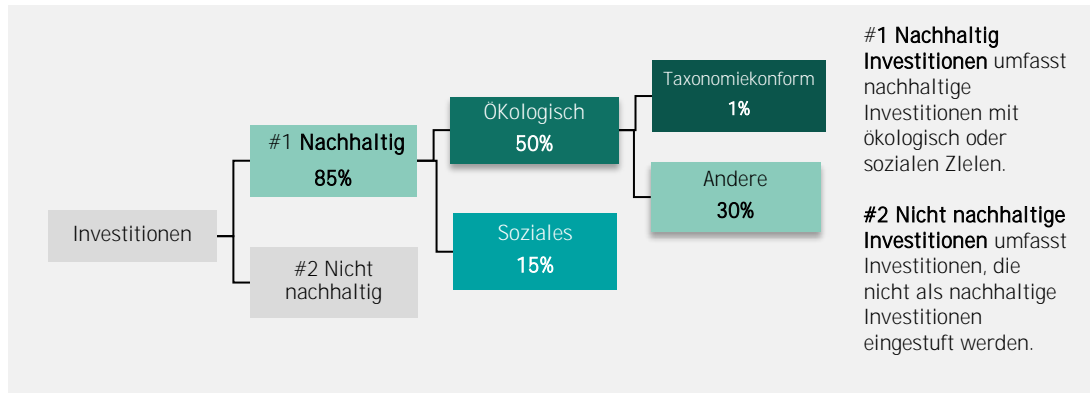 Investitionen
#1 Nachhaltig
85%
#2 Nicht
nachhaltig
ÖKologisch
50%
Soziales
15%
Taxonomiekonform
1%
Andere
30%
#1 Nachhaltig
Investitionen umfasst
nachhaltige
Investitionen mit
ökologisch oder
sozialen ZIelen.
#2 Nicht nachhaltige
Investitionen umfasst
Investitionen, die
nicht als nachhaltige
Investitionen
eingestuft werden.